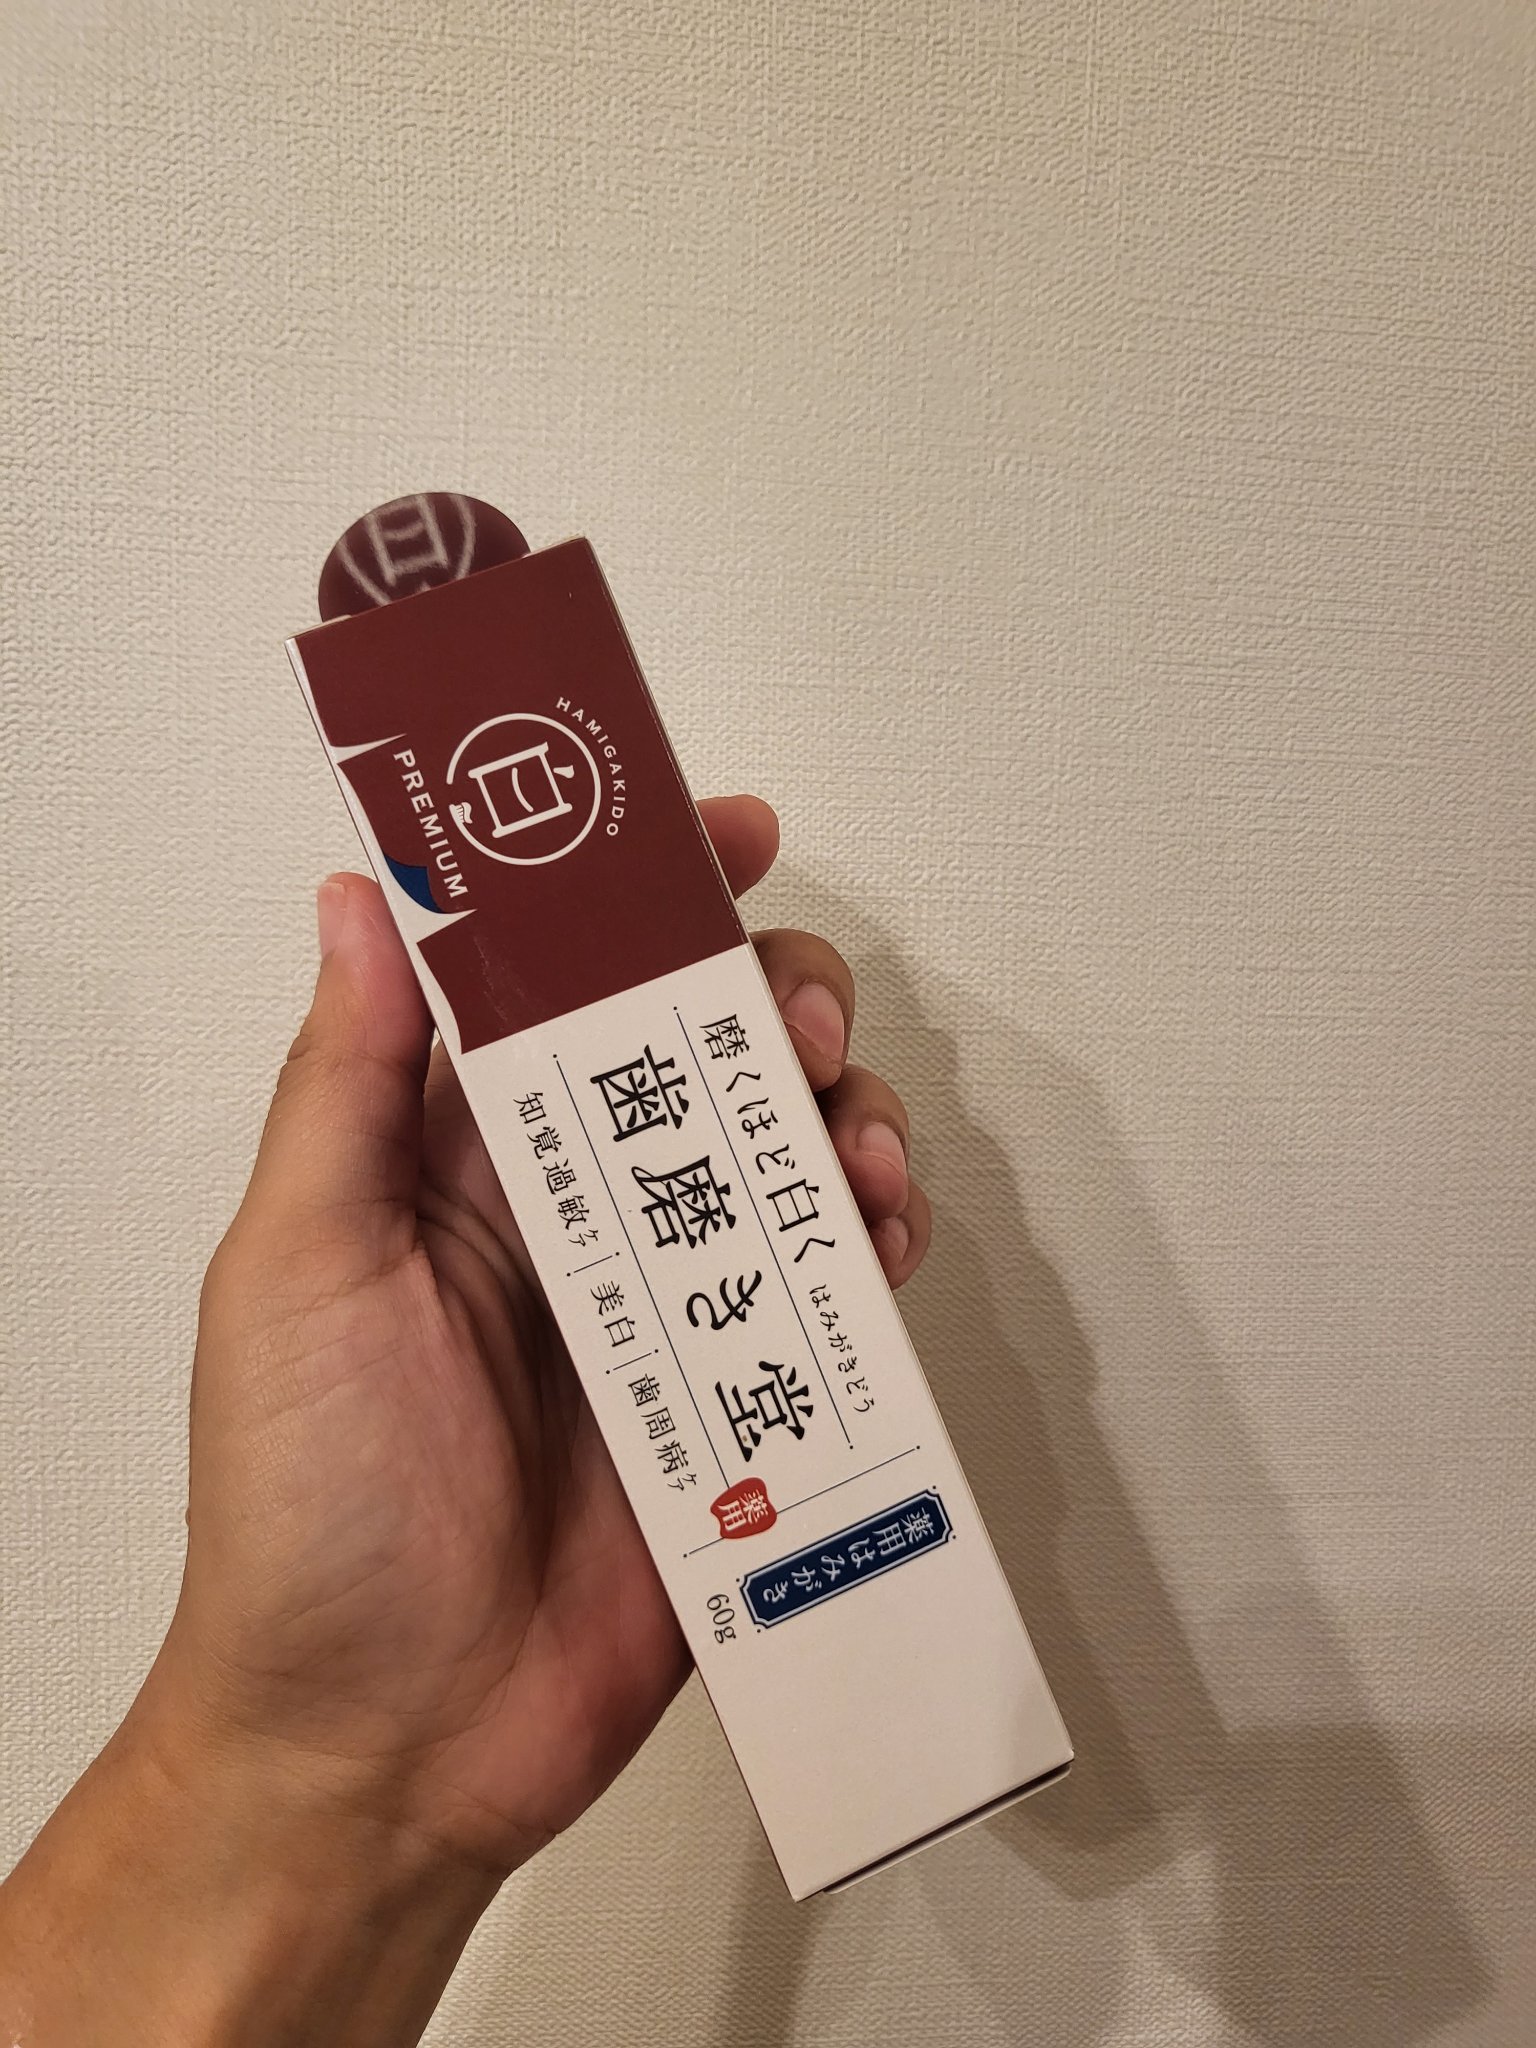 白
HAMIGAKIDO
白
PREMIUM
磨くほど白く はみがきどう
歯磨き堂
薬用
知覚過敏ケア 美白 歯周病ケア
薬用はみがき
60g